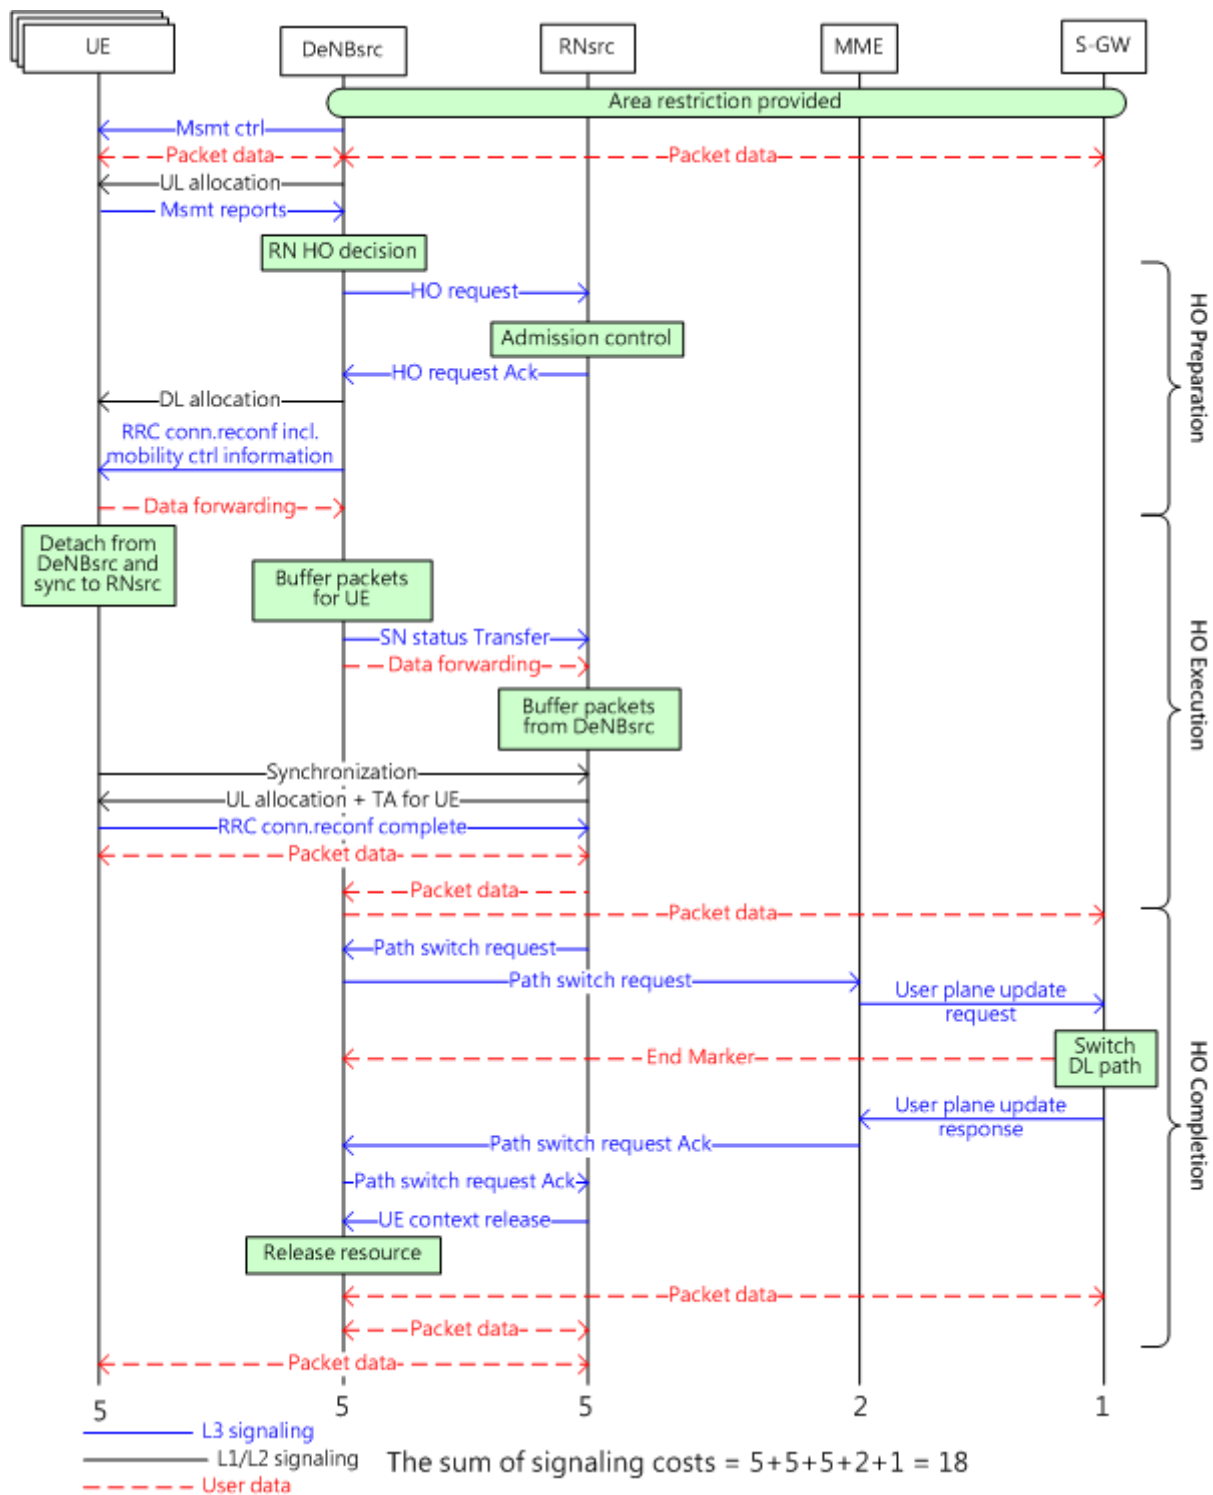 UE
DeNBsrc
RNsrc
MME
S-GW
Area restriction provided
Msmt ctrl
Packet data
Packet data
UL allocation
Msmt reports
RN HO decision
HO request
Admission control
HO request Ack
DL allocation
RRC conn.reconf incl.
mobility ctrl information
Data forwarding
HO Preparation
Detach from
DeNBsrc and
sync to RNsrc
Buffer packets
for UE
SN status Transfer
Data forwarding
Buffer packets
from DeNBsrc
Synchronization
UL allocation + TA for UE
RRC conn.reconf complete
Packet data
Packet data
Packet data
HO Execution
Path switch request
Path switch request
User plane update
request
End Marker
Switch
DL path
User plane update
response
Path switch request Ack
Path switch request Ack
UE context release
Release resource
Packet data
Packet data
Packet data
HO Completion
5
5
5
2
1
L3 signaling
L1/L2 signaling
User data
The sum of signaling costs = 5+5+5+2+1 = 18